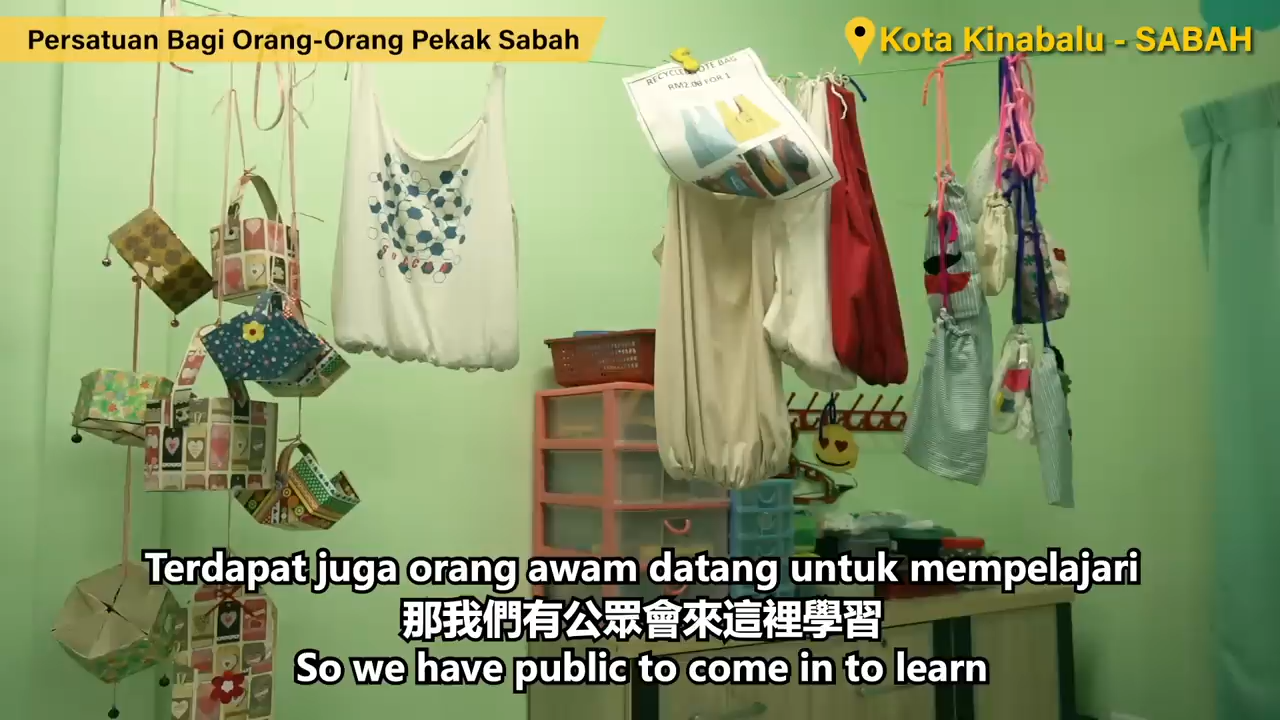 Persatuan Bagi Orang-Orang Pekak Sabah
Kota Kinabalu - SABAH
RECYCLED TOTE BAG
RM2.00 FOR 1
Terdapat juga orang awam datang untuk mempelajari
那我們有公眾會來這裡學習
So we have public to come in to learn